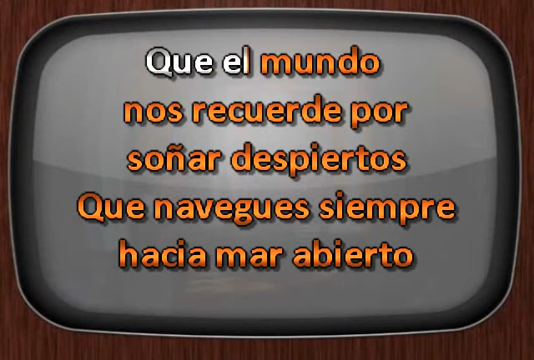 Que el mundo
nos recuerde por
soñar despiertos
Que navegues siempre
hacia mar abierto